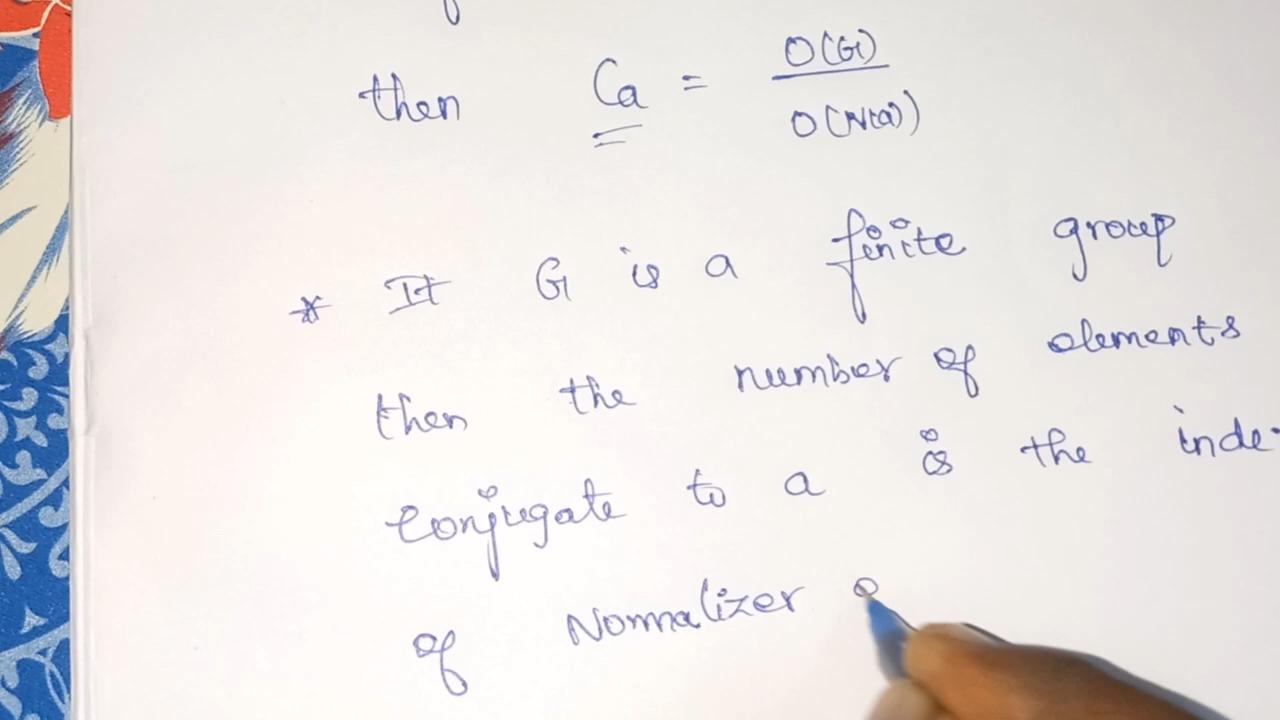 then Ca = O(G) / O(N(a))
* If G is a finite group
then the number of elements
Conjugate to a is the inde
of Normalizer o